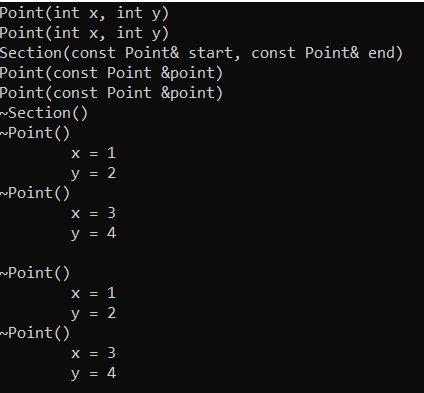 Point(int x, int y)
Point(int x, int y)
Section(const Point& start, const Point& end)
Point(const Point &point)
Point(const Point &point)
~Section()
~Point()
x = 1
y = 2
~Point()
x = 3
y = 4
~Point()
x = 1
y = 2
~Point()
x = 3
y = 4